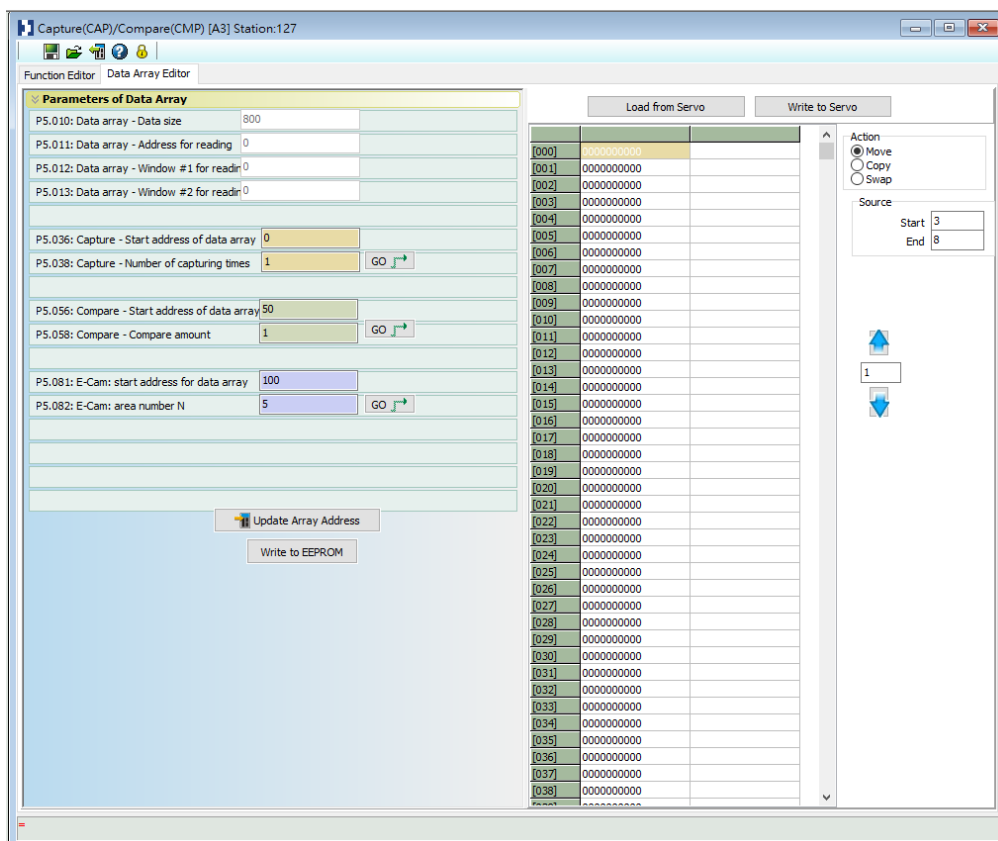 Capture(CAP)/Compare(CMP) [A3] Station:127
Function Editor Data Array Editor
Parameters of Data Array
P5.010: Data array - Data size 800
P5.011: Data array - Address for reading 0
P5.012: Data array - Window #1 for readir 0
P5.013: Data array - Window #2 for readir 0
P5.036: Capture - Start address of data array 0
P5.038: Capture - Number of capturing times 1 GO
P5.056: Compare - Start address of data array 50
P5.058: Compare - Compare amount 1 GO
P5.081: E-Cam: start address for data array 100
P5.082: E-Cam: area number N 5 GO
Update Array Address
Write to EEPROM
Load from Servo Write to Servo
[000] 0000000000
[001] 0000000000
[002] 0000000000
[003] 0000000000
[004] 0000000000
[005] 0000000000
[006] 0000000000
[007] 0000000000
[008] 0000000000
[009] 0000000000
[010] 0000000000
[011] 0000000000
[012] 0000000000
[013] 0000000000
[014] 0000000000
[015] 0000000000
[016] 0000000000
[017] 0000000000
[018] 0000000000
[019] 0000000000
[020] 0000000000
[021] 0000000000
[022] 0000000000
[023] 0000000000
[024] 0000000000
[025] 0000000000
[026] 0000000000
[027] 0000000000
[028] 0000000000
[029] 0000000000
[030] 0000000000
[031] 0000000000
[032] 0000000000
[033] 0000000000
[034] 0000000000
[035] 0000000000
[036] 0000000000
[037] 0000000000
[038] 0000000000
Action
Move
Copy
Swap
Source
Start 3
End 8
1
=